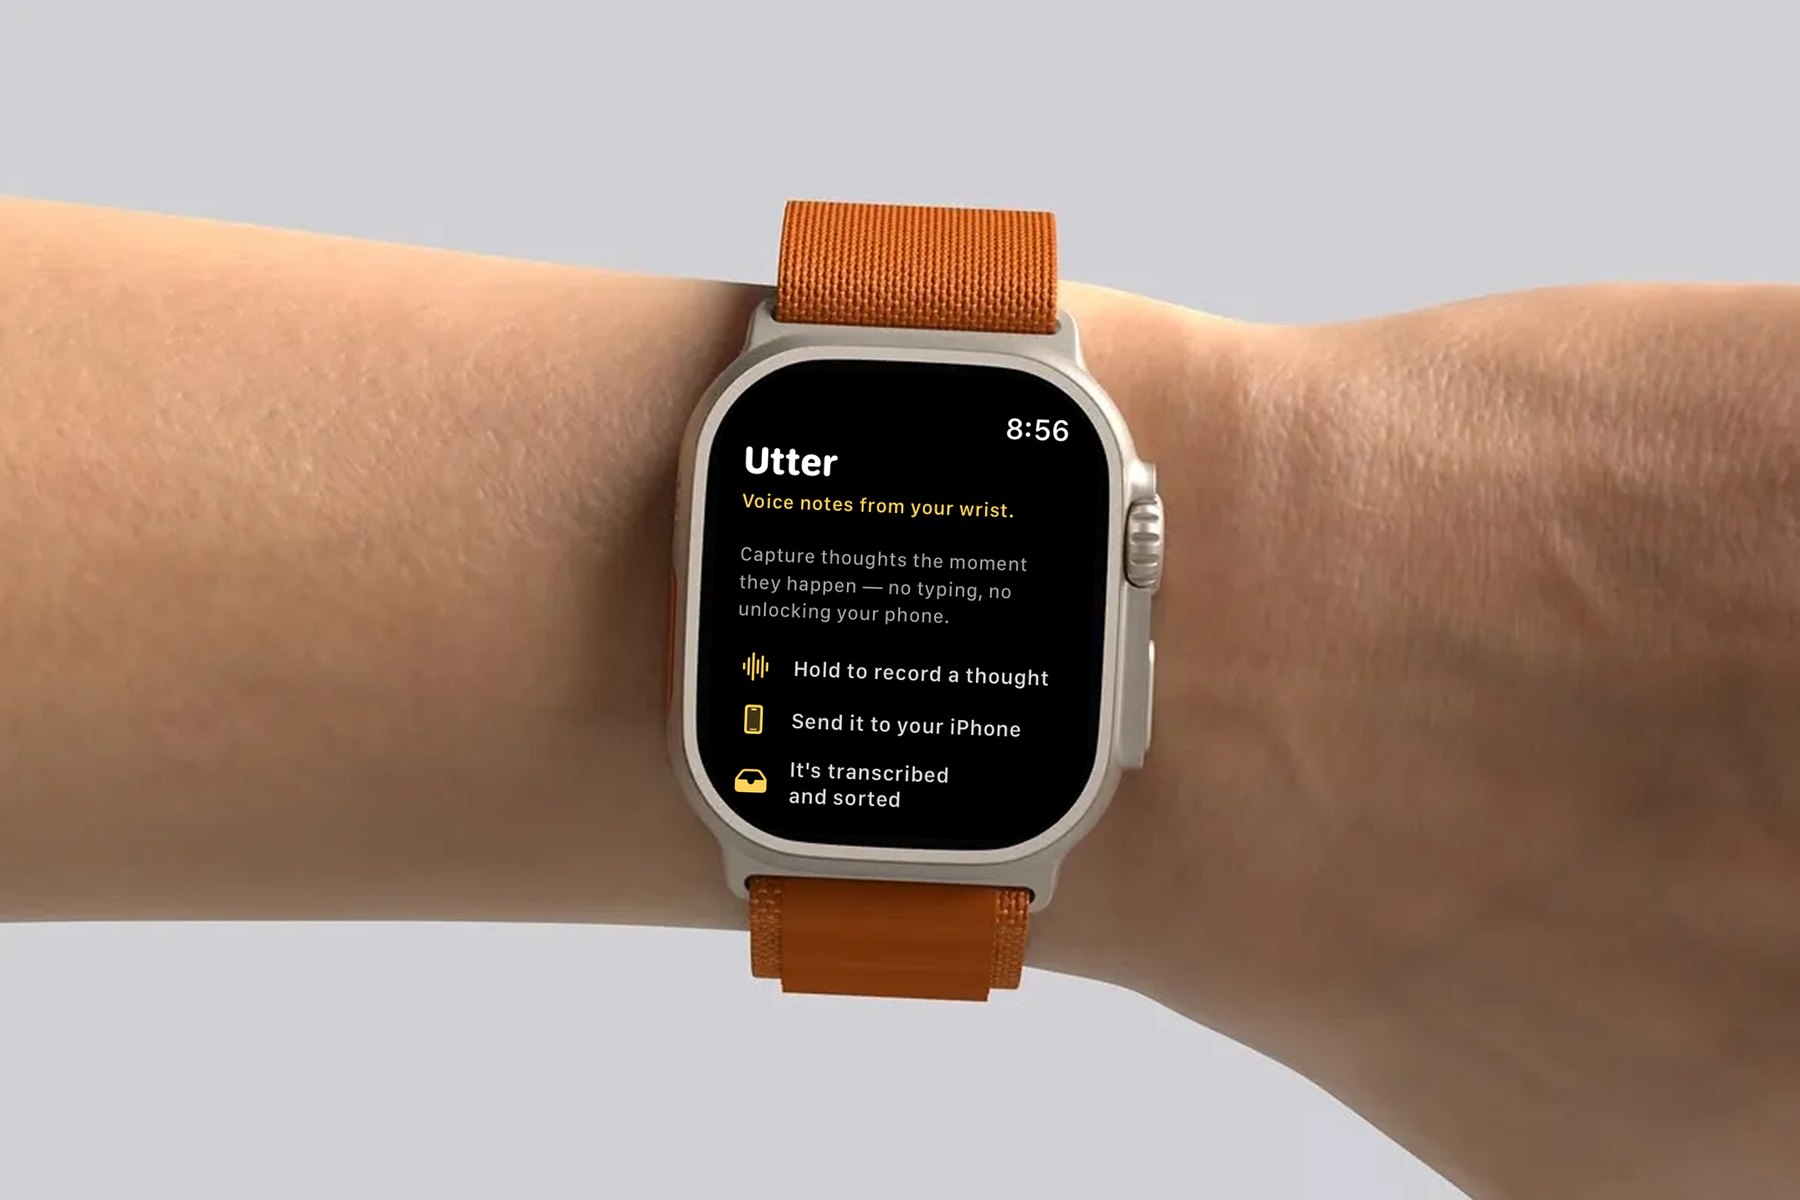 8:56
Utter
Voice notes from your wrist.
Capture thoughts the moment
they happen — no typing, no
unlocking your phone.
Hold to record a thought
Send it to your iPhone
It's transcribed
and sorted